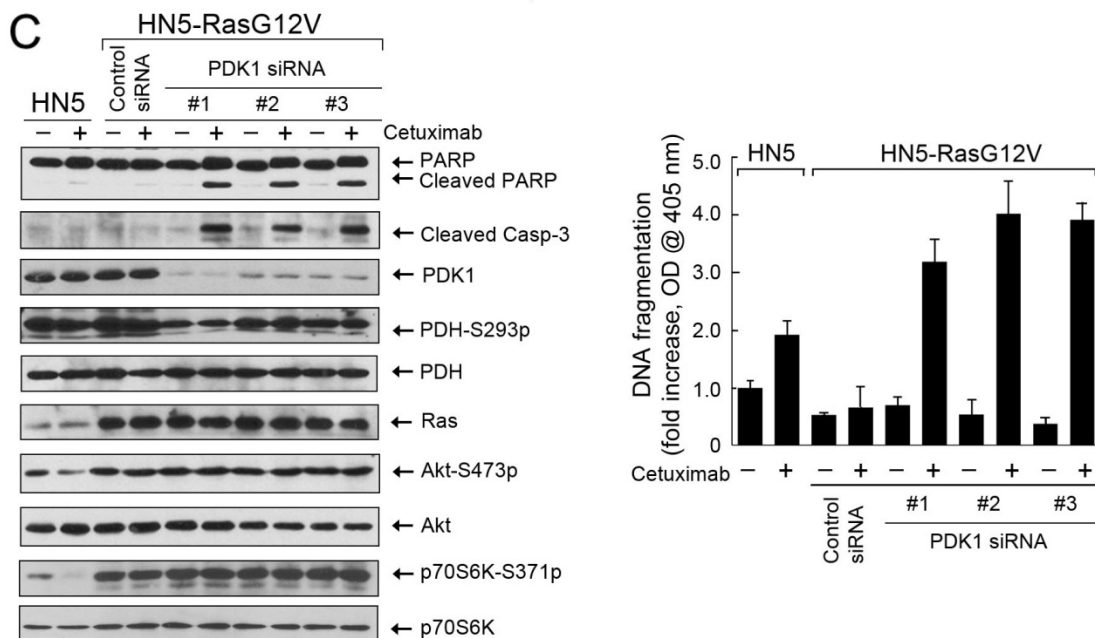 C
HN5-RasG12V
Control siRNA
PDK1 siRNA
HN5
#1 #2 #3
– + – + – + – + – + Cetuximab
PARP
Cleaved PARP
Cleaved Casp-3
PDK1
PDH-S293p
PDH
Ras
Akt-S473p
Akt
p70S6K-S371p
p70S6K
HN5 HN5-RasG12V
DNA fragmentation
(fold increase, OD @ 405 nm)
5.0
4.0
3.0
2.0
1.0
0
Cetuximab – + – + – + – + – +
Control siRNA
#1 #2 #3
PDK1 siRNA